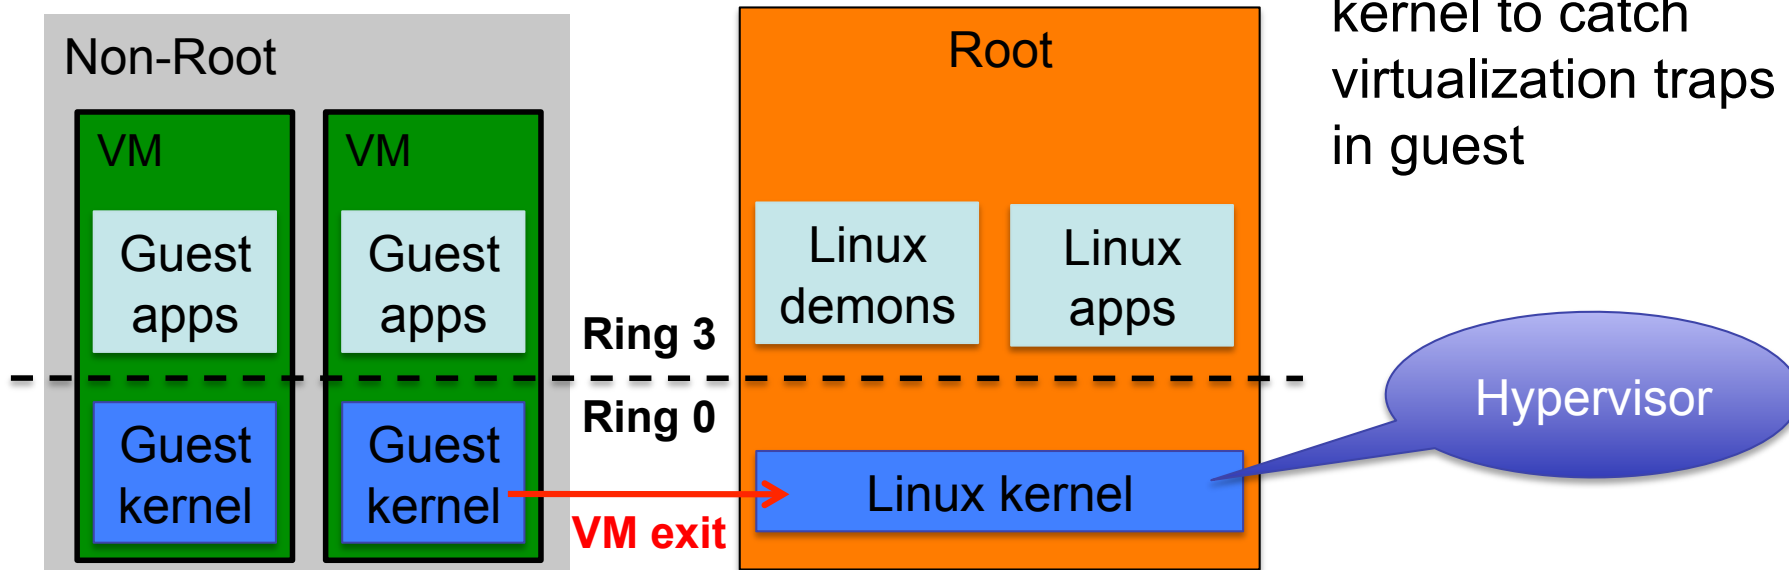 Non-Root
VM
Guest
apps
Guest
kernel
VM
Guest
apps
Guest
kernel
Ring 3
Ring 0
VM exit
Root
Linux
demons
Linux
apps
Linux kernel
kernel to catch
virtualization traps
in guest
Hypervisor